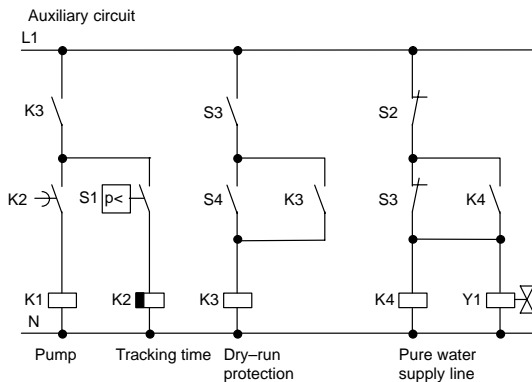 Auxiliary circuit
L1
K3 S3 S2
K2 S1 p< S4 K3 S3 K4
K1 K2 K3 K4 Y1
N
Pump Tracking time Dry–run protection Pure water supply line